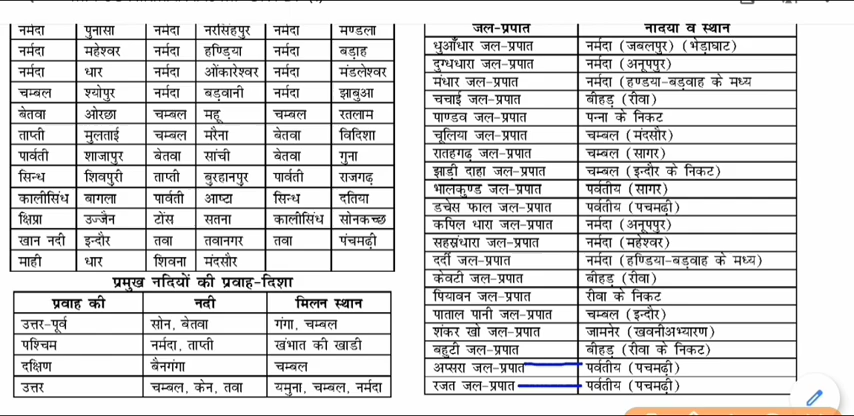 नर्मदा पुनासा नर्मदा नरसिंहपुर नर्मदा मण्डला
नर्मदा महेश्वर नर्मदा हण्डिया नर्मदा बड़ाह
नर्मदा धार नर्मदा ओंकारेश्वर नर्मदा मंडलेश्वर
चम्बल श्योपुर नर्मदा बड़वानी नर्मदा झाबुआ
बेतवा ओरछा चम्बल महू चम्बल रतलाम
ताप्ती मुलताई चम्बल मरैना बेतवा विदिशा
पार्वती शाजापुर बेतवा सांची बेतवा गुना
सिन्ध शिवपुरी ताप्ती बुरहानपुर पार्वती राजगढ़
कालीसिंध बागला पार्वती आष्टा सिन्ध दतिया
क्षिप्रा उज्जैन टोंस सतना कालीसिंध सोनकच्छ
खान नदी इन्दौर तवा तवानगर तवा पंचमढ़ी
माही धार शिवना मंदसौर
प्रमुख नदियों की प्रवाह-दिशा
प्रवाह की नदी मिलन स्थान
उत्तर-पूर्व सोन, बेतवा गंगा, चम्बल
पश्चिम नर्मदा, ताप्ती खंभात की खाडी
दक्षिण बैनगंगा चम्बल
उत्तर चम्बल, केन, तवा यमुना, चम्बल, नर्मदा
जल-प्रपात नदियाँ व स्थान
धुआँधार जल-प्रपात नर्मदा (जबलपुर) (भेड़ाघाट)
दुग्धधारा जल-प्रपात नर्मदा (अनूपपुर)
मंधार जल-प्रपात नर्मदा (हण्डया-बड़वाह के मध्य
चचाई जल-प्रपात बीहड़ (रीवा)
पाण्डव जल-प्रपात पन्ना के निकट
चूलिया जल-प्रपात चम्बल (मंदसौर)
रातहगढ़ जल-प्रपात चम्बल (सागर)
झाड़ी दाहा जल-प्रपात चम्बल (इन्दौर के निकट)
भालकुण्ड जल-प्रपात पर्वतीय (सागर)
डचेस फाल जल-प्रपात पर्वतीय (पचमढ़ी)
कपिल धारा जल-प्रपात नर्मदा (अनूपपुर)
सहस्रंधारा जल-प्रपात नर्मदा (महेश्वर)
दर्दी जल-प्रपात नर्मदा (हण्डिया-बड़वाह के मध्य)
केवटी जल-प्रपात बीहड़ (रीवा)
पियावन जल-प्रपात रीवा के निकट
पाताल पानी जल-प्रपात चम्बल (इन्दौर)
शंकर खो जल-प्रपात जामनेर (खवनीअभ्यारण)
बहुटी जल-प्रपात बीहड़ (रीवा के निकट)
अप्सरा जल-प्रपात पर्वतीय (पचमढ़ी)
रजत जल-प्रपात पर्वतीय (पचमढ़ी)